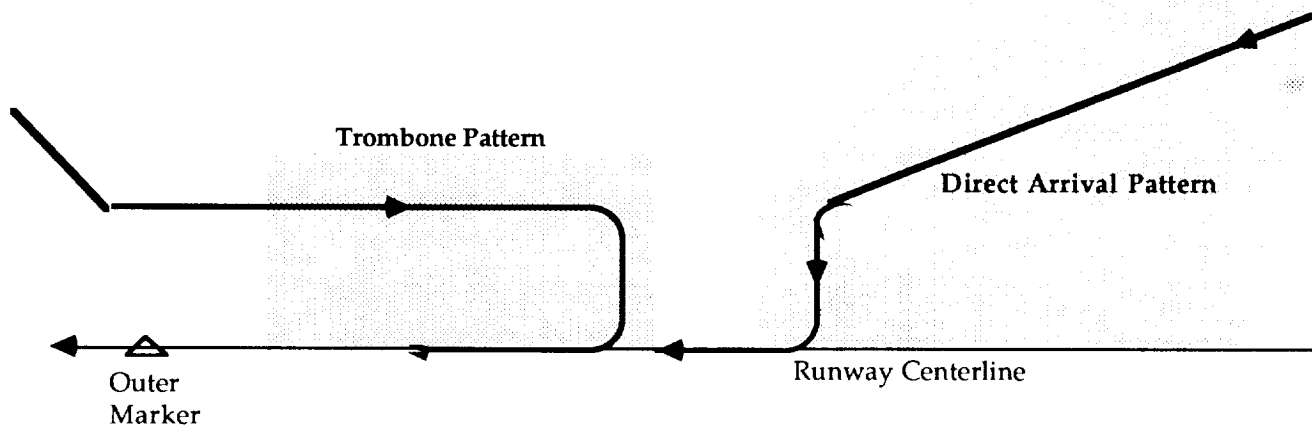 Trombone Pattern
Direct Arrival Pattern
Runway Centerline
Outer
Marker